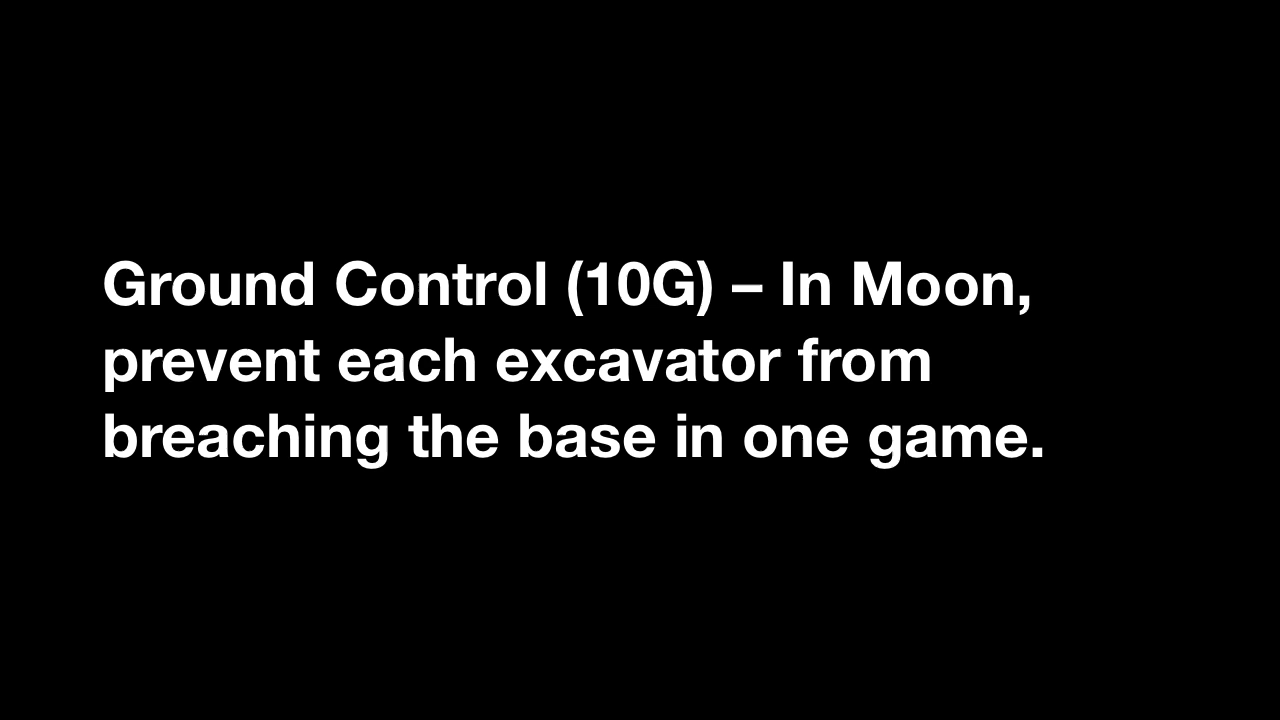 Ground Control (10G) – In Moon,
prevent each excavator from
breaching the base in one game.